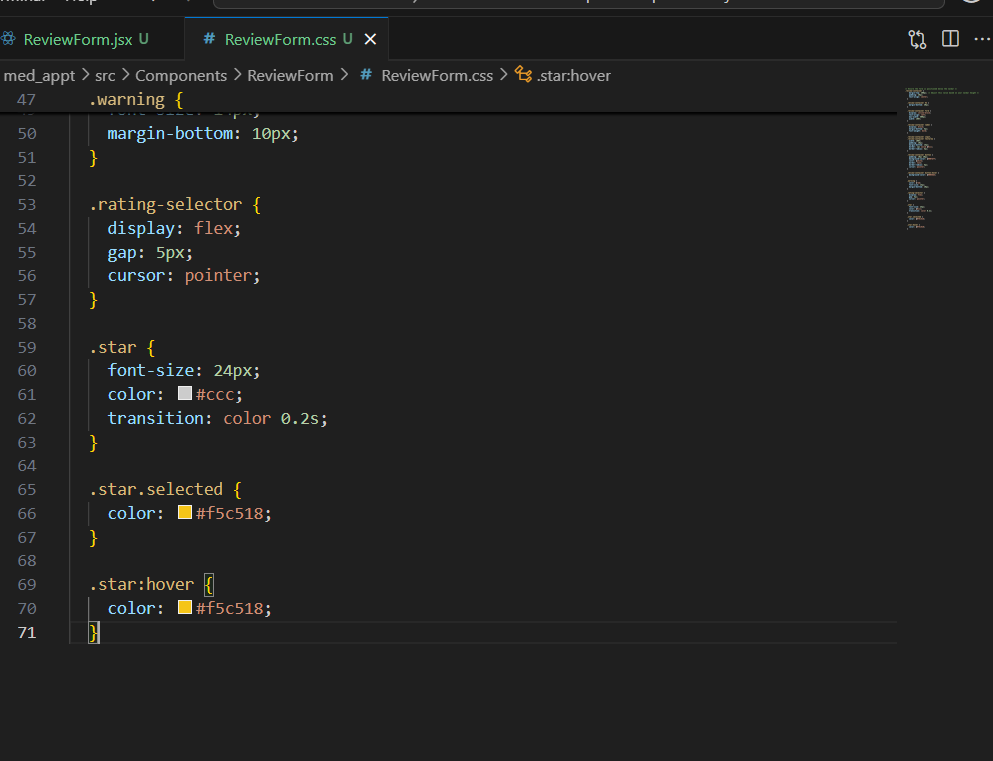 ReviewForm.jsx U
# ReviewForm.css U
med_appt > src > Components > ReviewForm > # ReviewForm.css > .star:hover
47 .warning {
50 margin-bottom: 10px;
51 }
52
53 .rating-selector {
54 display: flex;
55 gap: 5px;
56 cursor: pointer;
57 }
58
59 .star {
60 font-size: 24px;
61 color: #ccc;
62 transition: color 0.2s;
63 }
64
65 .star.selected {
66 color: #f5c518;
67 }
68
69 .star:hover {
70 color: #f5c518;
71 }